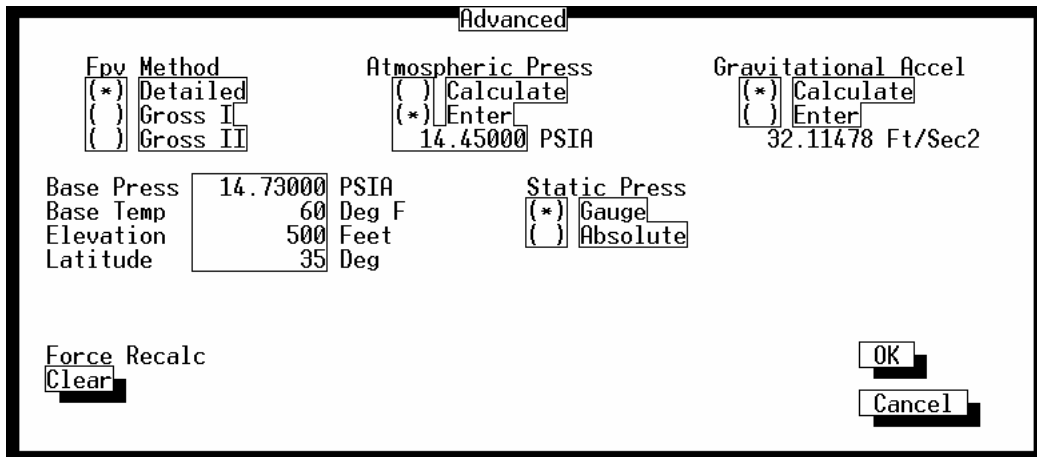 Advanced
Fpv Method Atmospheric Press Gravitational Accel
(*) Detailed ( ) Calculate (*) Calculate
( ) Gross I (*) Enter ( ) Enter
( ) Gross II 14.45000 PSIA 32.11478 Ft/Sec2
Base Press 14.73000 PSIA Static Press
Base Temp 60 Deg F (*) Gauge
Elevation 500 Feet ( ) Absolute
Latitude 35 Deg
Force Recalc OK
Clear
Cancel